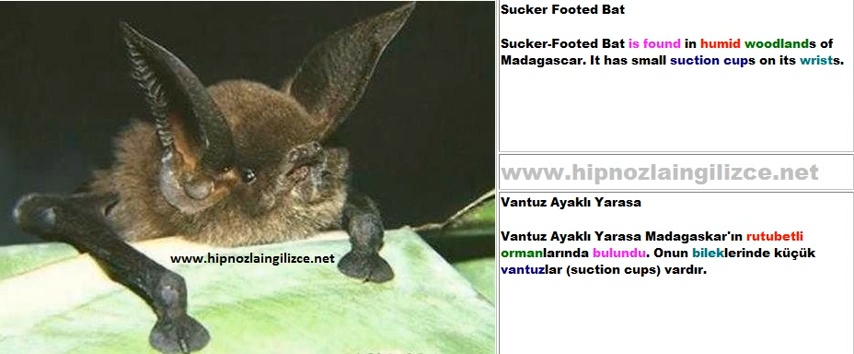 Sucker Footed Bat
Sucker-Footed Bat is found in humid woodlands of
Madagascar. It has small suction cups on its wrists.
www.hipnozlaingilizce.net
Vantuz Ayaklı Yarasa
Vantuz Ayaklı Yarasa Madagaskar'ın rutubetli
ormanlarında bulundu. Onun bileklerinde küçük
vantuzlar (suction cups) vardır.
www.hipnozlaingilizce.net